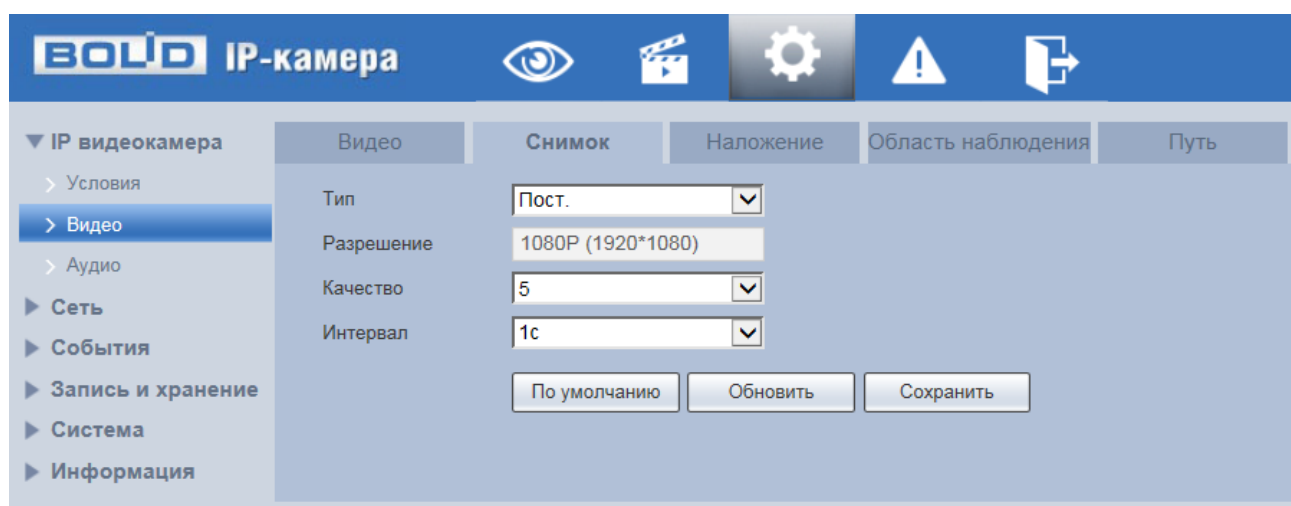 BOLID IP-камера
IP видеокамера
Условия
Видео
Аудио
Сеть
События
Запись и хранение
Система
Информация
Видео Снимок Наложение Область наблюдения Путь
Тип Пост.
Разрешение 1080P (1920*1080)
Качество 5
Интервал 1с
По умолчанию Обновить Сохранить